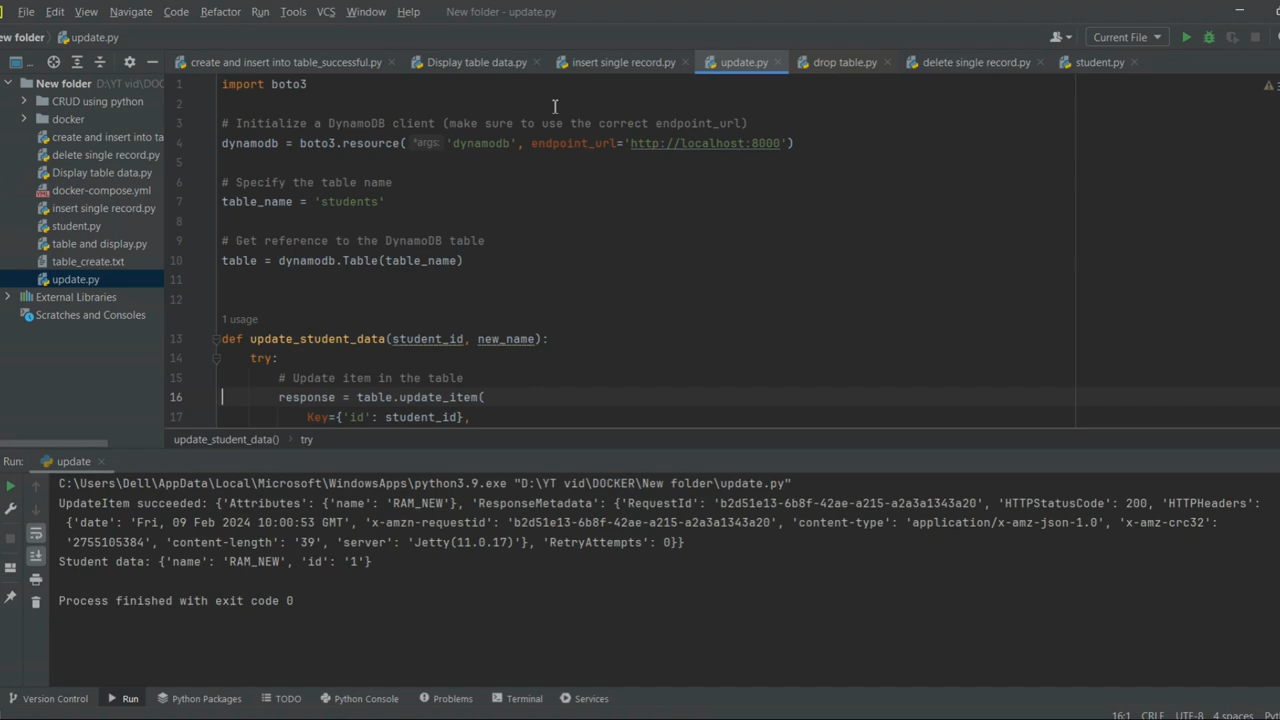 File Edit View Navigate Code Refactor Run Tools VCS Window Help New folder - update.py
ew folder update.py Current File
create and insert into table_successful.py Display table data.py insert single record.py update.py drop table.py delete single record.py student.py
New folder D:\YT vid\DOC
CRUD using python
docker
create and insert into ta
delete single record.py
Display table data.py
docker-compose.yml
insert single record.py
student.py
table and display.py
table_create.txt
update.py
External Libraries
Scratches and Consoles
1 import boto3
2
3 # Initialize a DynamoDB client (make sure to use the correct endpoint_url)
4 dynamodb = boto3.resource( *args: 'dynamodb', endpoint_url='http://localhost:8000')
5
6 # Specify the table name
7 table_name = 'students'
8
9 # Get reference to the DynamoDB table
10 table = dynamodb.Table(table_name)
11
12
1 usage
13 def update_student_data(student_id, new_name):
14 try:
15 # Update item in the table
16 response = table.update_item(
17 Key={'id': student_id},
update_student_data() try
Run: update
C:\Users\Dell\AppData\Local\Microsoft\WindowsApps\python3.9.exe "D:\YT vid\DOCKER\New folder\update.py"
UpdateItem succeeded: {'Attributes': {'name': 'RAM_NEW'}, 'ResponseMetadata': {'RequestId': 'b2d51e13-6b8f-42ae-a215-a2a3a1343a20', 'HTTPStatusCode': 200, 'HTTPHeaders':
{'date': 'Fri, 09 Feb 2024 10:00:53 GMT', 'x-amzn-requestid': 'b2d51e13-6b8f-42ae-a215-a2a3a1343a20', 'content-type': 'application/x-amz-json-1.0', 'x-amz-crc32':
'2755105384', 'content-length': '39', 'server': 'Jetty(11.0.17)'}, 'RetryAttempts': 0}}
Student data: {'name': 'RAM_NEW', 'id': '1'}
Process finished with exit code 0
Version Control Run Python Packages TODO Python Console Problems Terminal Services
16:1 CRLF UTF-8 4 spaces Pyt